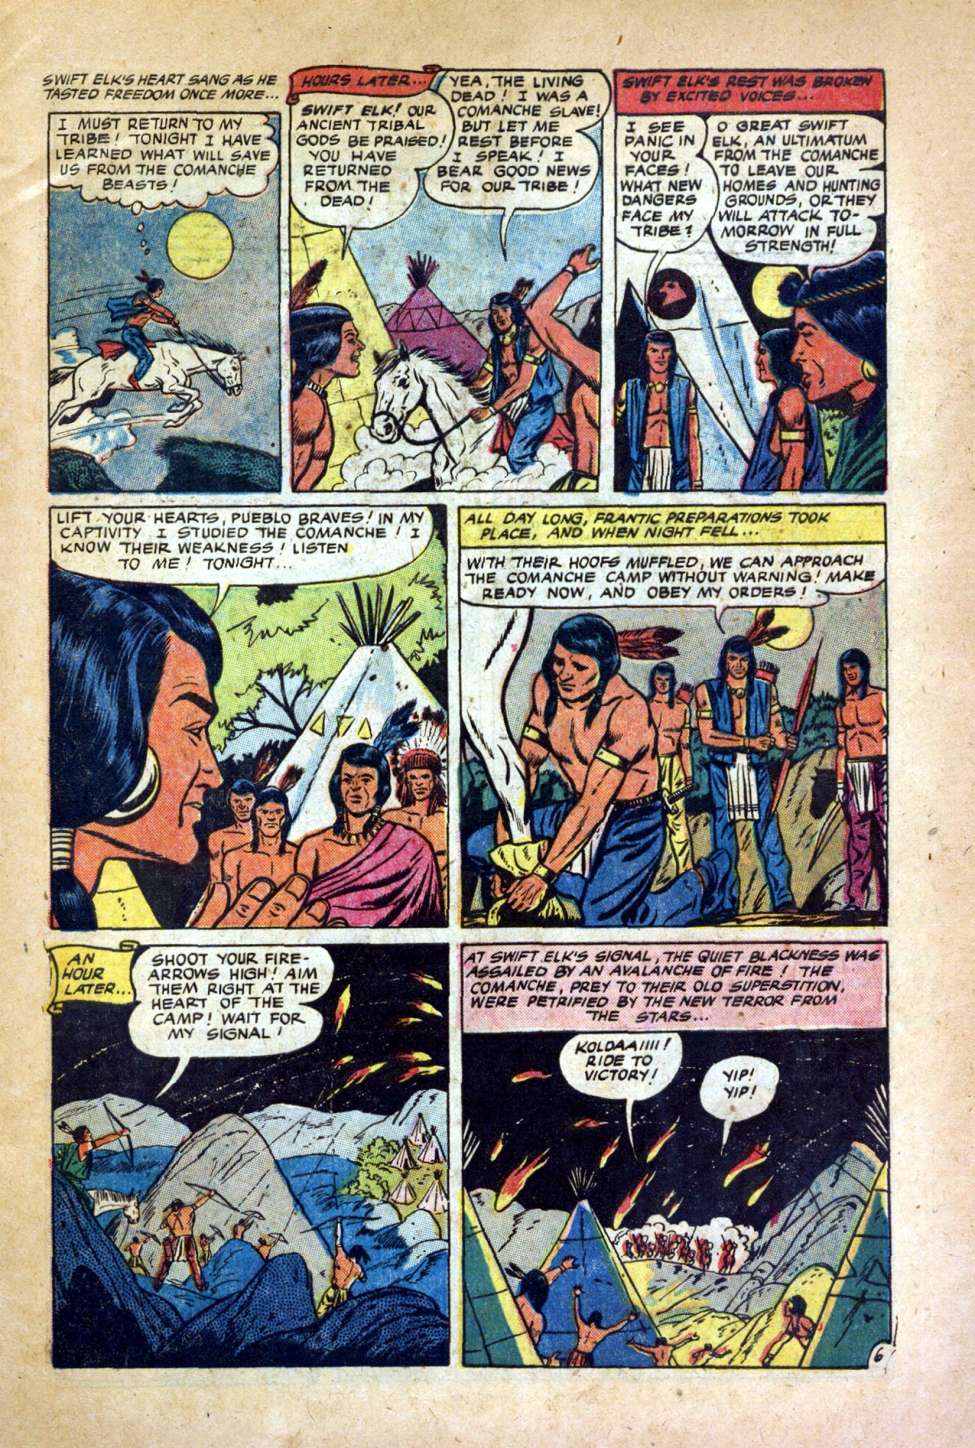 SWIFT ELK'S HEART SANG AS HE
TASTED FREEDOM ONCE MORE...
I MUST RETURN TO MY
TRIBE! TONIGHT I HAVE
LEARNED WHAT WILL SAVE
US FROM THE COMANCHE
BEASTS!
HOURS LATER...
SWIFT ELK! OUR
ANCIENT TRIBAL
GODS BE PRAISED!
YOU HAVE
RETURNED
FROM THE
DEAD!
YEA, THE LIVING
DEAD! I WAS A
COMANCHE SLAVE!
BUT LET ME
REST BEFORE
I SPEAK! I
BEAR GOOD NEWS
FOR OUR TRIBE!
SWIFT ELK'S REST WAS BROKEN
BY EXCITED VOICES...
I SEE
PANIC IN
YOUR
FACES!
WHAT NEW
DANGERS
FACE MY
TRIBE?
O GREAT SWIFT
ELK, AN ULTIMATUM
FROM THE COMANCHE
TO LEAVE OUR
HOMES AND HUNTING
GROUNDS, OR THEY
WILL ATTACK TO-
MORROW IN FULL
STRENGTH!
LIFT YOUR HEARTS, PUEBLO BRAVES! IN MY
CAPTIVITY I STUDIED THE COMANCHE! I
KNOW THEIR WEAKNESS! LISTEN
TO ME! TONIGHT...
ALL DAY LONG, FRANTIC PREPARATIONS TOOK
PLACE, AND WHEN NIGHT FELL...
WITH THEIR HOOFS MUFFLED, WE CAN APPROACH
THE COMANCHE CAMP WITHOUT WARNING! MAKE
READY NOW, AND OBEY MY ORDERS!
AN
HOUR
LATER...
SHOOT YOUR FIRE-
ARROWS HIGH! AIM
THEM RIGHT AT THE
HEART OF THE
CAMP! WAIT FOR
MY SIGNAL!
AT SWIFT ELK'S SIGNAL, THE QUIET BLACKNESS WAS
ASSAILED BY AN AVALANCHE OF FIRE! THE
COMANCHE, PREY TO THEIR OLD SUPERSTITION,
WERE PETRIFIED BY THE NEW TERROR FROM
THE STARS...
KOLDAAIIII!
RIDE TO
VICTORY!
YIP!
YIP!
6